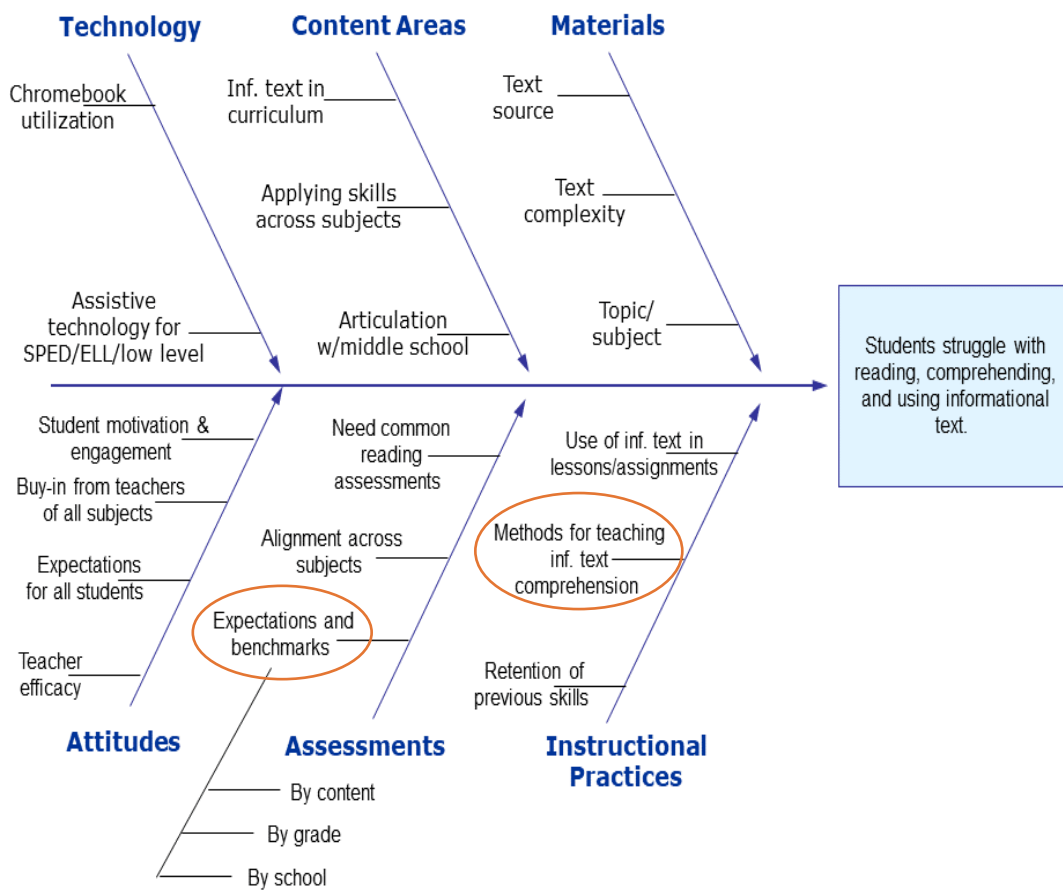 Technology
Content Areas
Materials
Chromebook
utilization
Inf. text in
curriculum
Text
source
Applying skills
across subjects
Text
complexity
Assistive
technology for
SPED/ELL/low level
Articulation
w/middle school
Topic/
subject
Students struggle with
reading, comprehending,
and using informational
text.
Student motivation &
engagement
Buy-in from teachers
of all subjects
Expectations
for all students
Teacher
efficacy
Attitudes
Need common
reading
assessments
Alignment across
subjects
Expectations and
benchmarks
Assessments
By content
By grade
By school
Use of inf. text in
lessons/assignments
Methods for teaching
inf. text
comprehension
Retention of
previous skills
Instructional
Practices